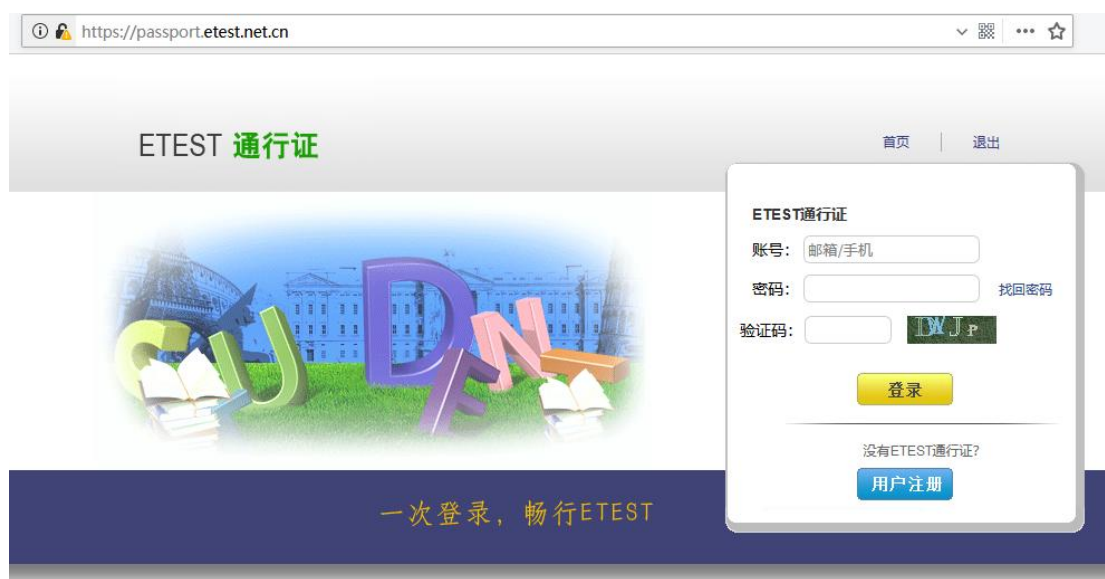 https://passport.etest.net.cn
ETEST 通行证
首页
退出
ETEST通行证
账号：
邮箱/手机
密码：
找回密码
验证码：
登录
没有ETEST通行证?
用户注册
一次登录，畅行ETEST